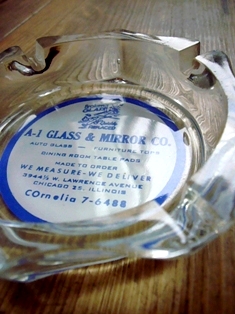 REPLACED
A-1 GLASS & MIRROR CO.
AUTO GLASS — FURNITURE TOPS
DINING ROOM TABLE PADS
MADE TO ORDER
WE MEASURE-WE DELIVER
3944½ W. LAWRENCE AVENUE
CHICAGO 25, ILLINOIS
COrnelia 7-6488